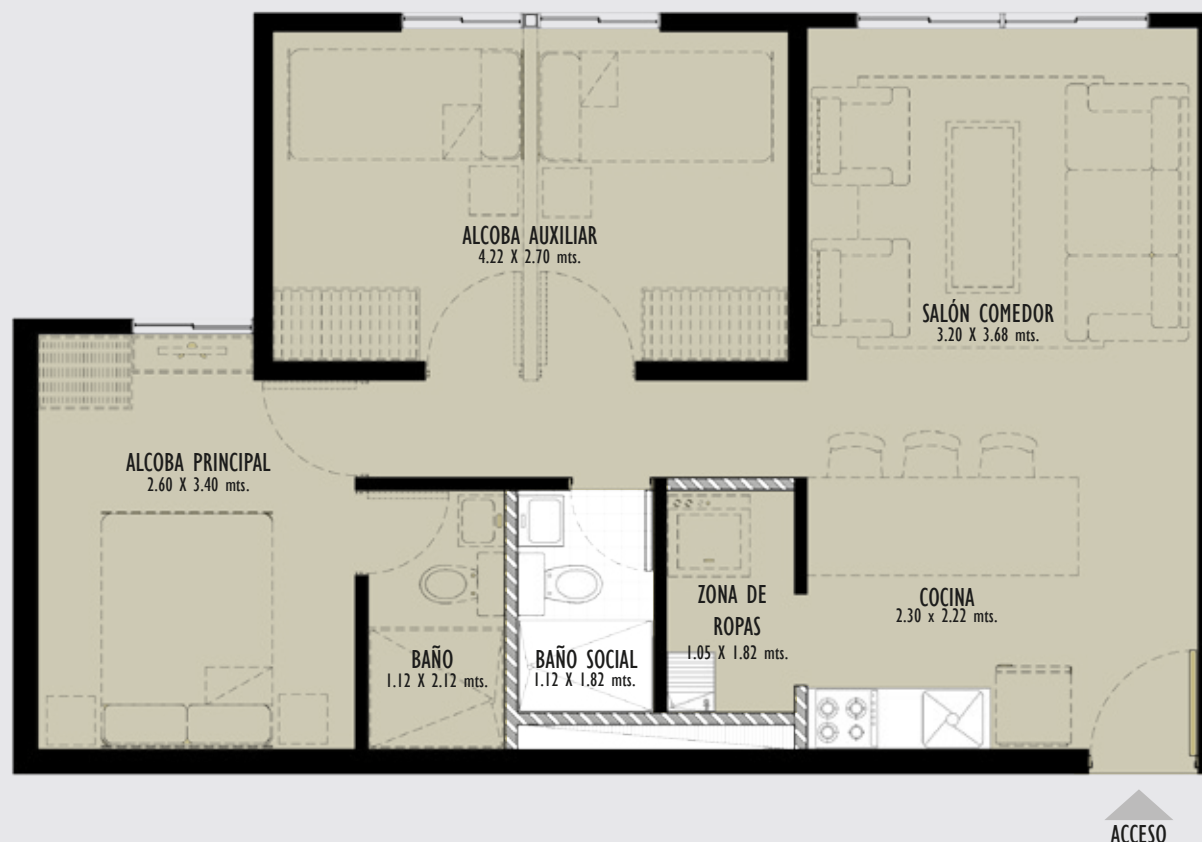 ALCOBA AUXILIAR
4.22 X 2.70 mts.
SALÓN COMEDOR
3.20 X 3.68 mts.
ALCOBA PRINCIPAL
2.60 X 3.40 mts.
ZONA DE
ROPAS
1.05 X 1.82 mts.
COCINA
2.30 x 2.22 mts.
BAÑO
1.12 X 2.12 mts.
BAÑO SOCIAL
1.12 X 1.82 mts.
ACCESO